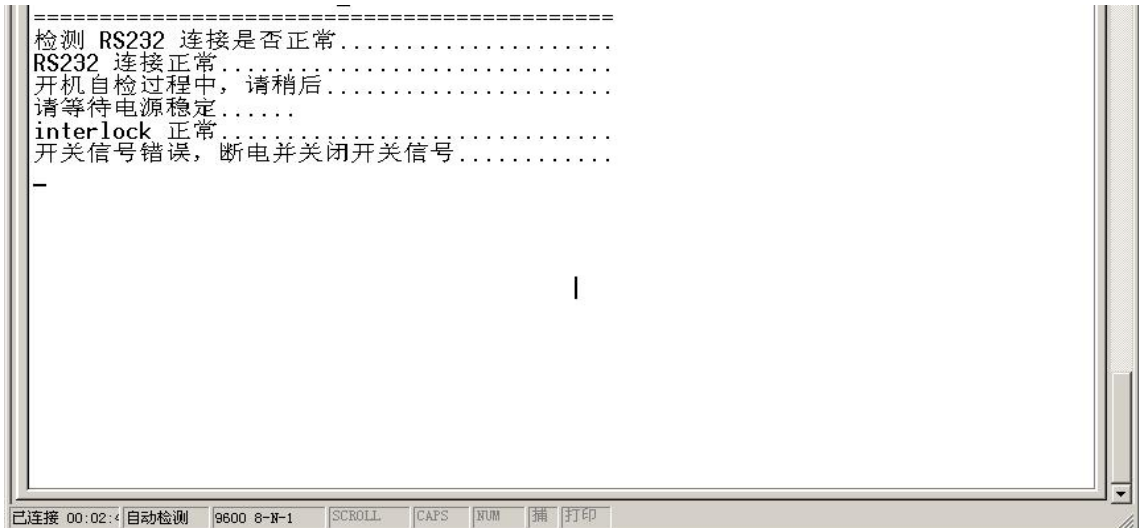 ============================================
检测 RS232 连接是否正常.....................
RS232 连接正常..............................
开机自检过程中，请稍后......................
请等待电源稳定......
interlock 正常..............................
开关信号错误，断电并关闭开关信号............
已连接 00:02: 自动检测 9600 8-N-1 SCROLL CAPS NUM 捕 打印